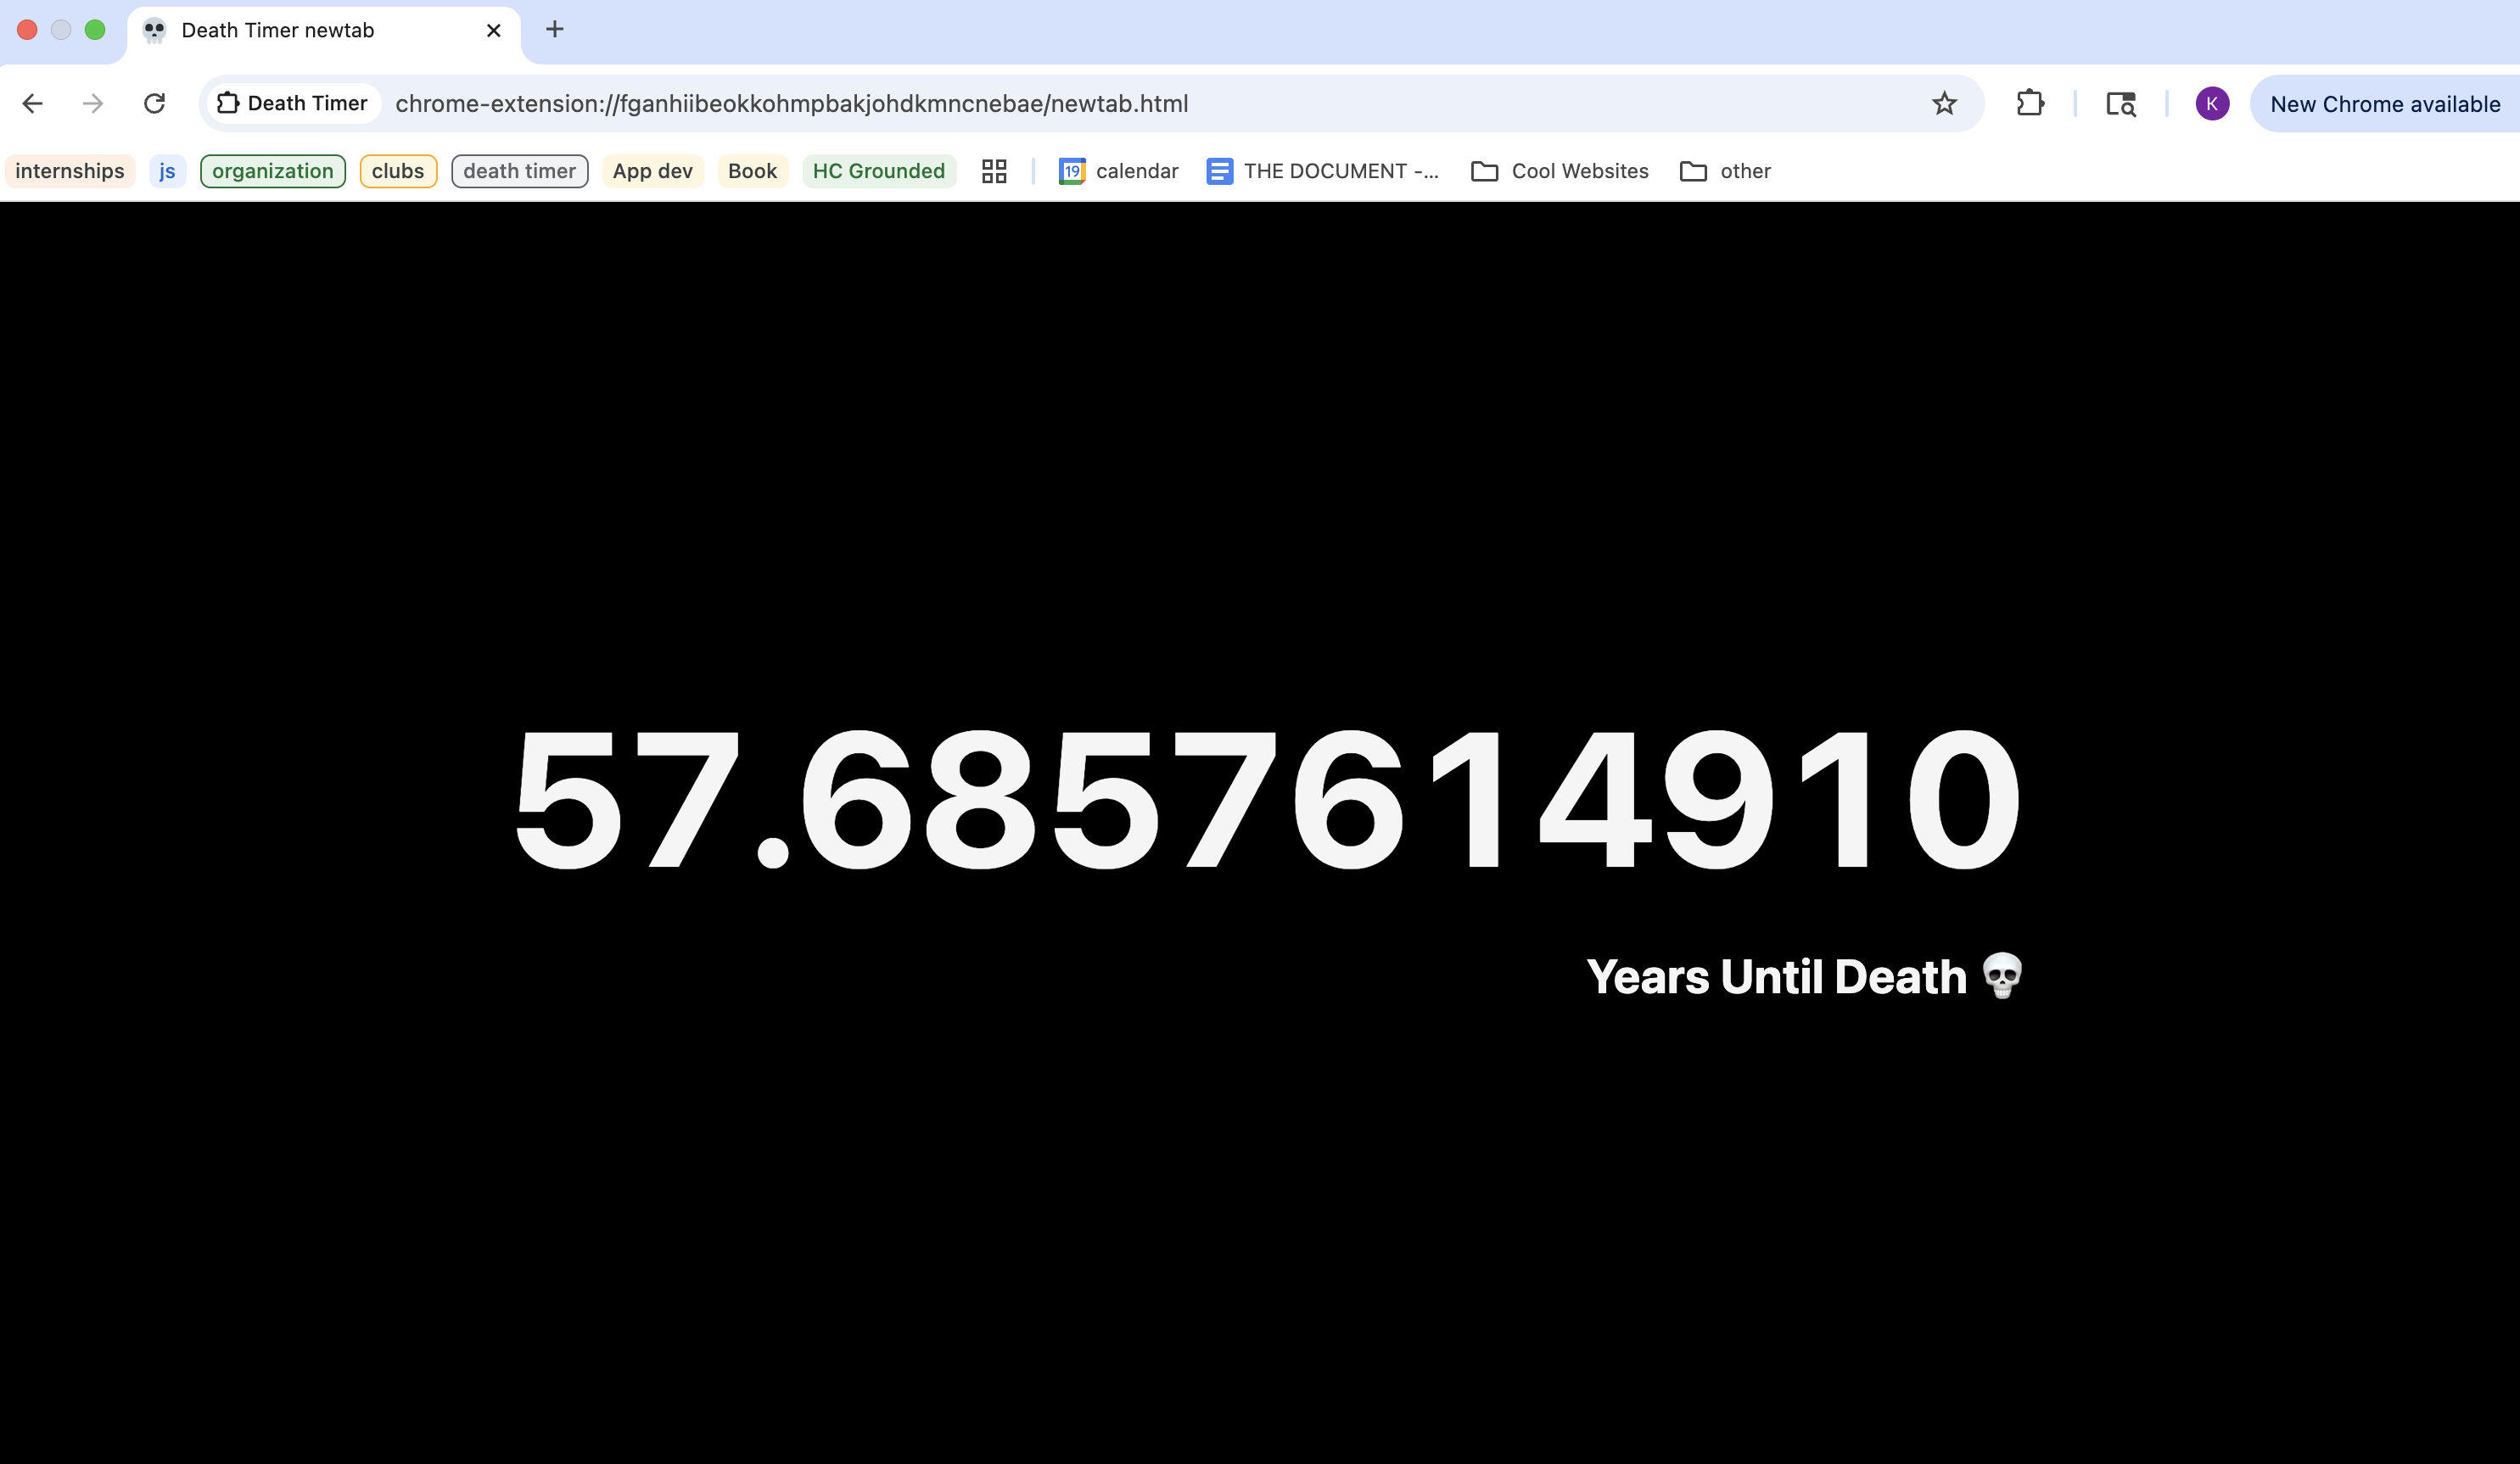 Death Timer newtab
Death Timer chrome-extension://fganhiibeokkohmpbakjohdkmncnebae/newtab.html K New Chrome available
internships js organization clubs death timer App dev Book HC Grounded 19 calendar THE DOCUMENT -... Cool Websites other
57.6857614910
Years Until Death 💀